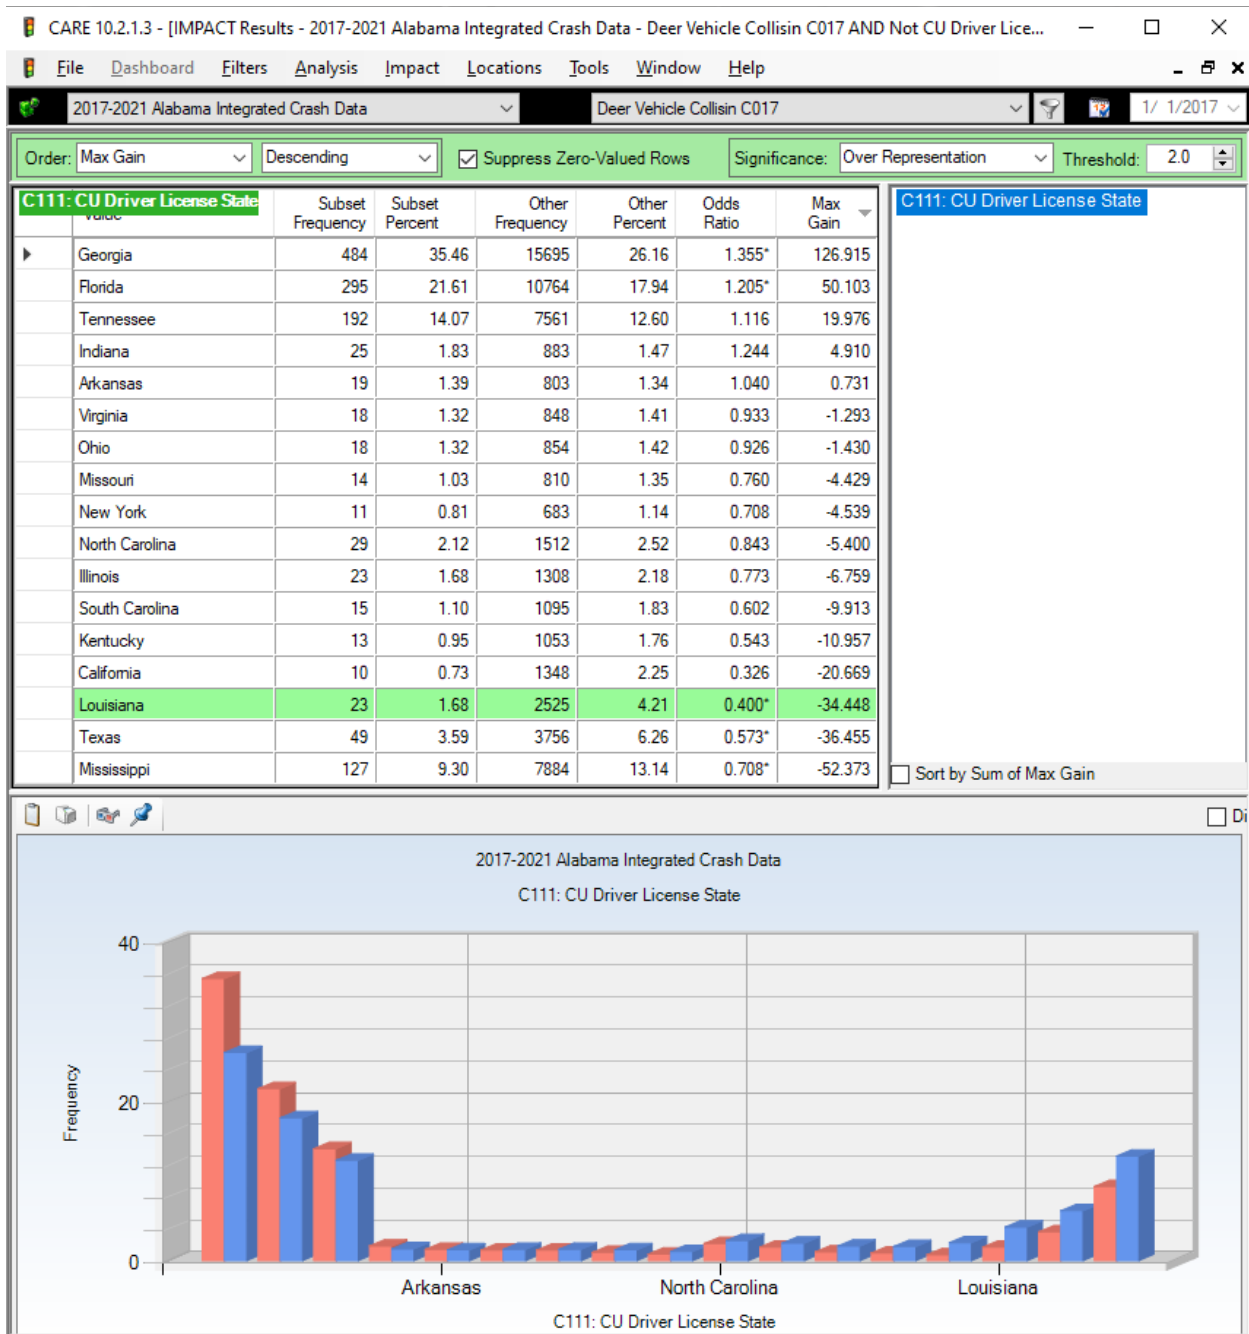 CARE 10.2.1.3 - [IMPACT Results - 2017-2021 Alabama Integrated Crash Data - Deer Vehicle Collisin C017 AND Not CU Driver Lice...
File Dashboard Filters Analysis Impact Locations Tools Window Help
2017-2021 Alabama Integrated Crash Data Deer Vehicle Collisin C017 1/ 1/2017
Order: Max Gain Descending Suppress Zero-Valued Rows Significance: Over Representation Threshold: 2.0
C111: CU Driver License State Subset Frequency Subset Percent Other Frequency Other Percent Odds Ratio Max Gain C111: CU Driver License State
Georgia 484 35.46 15695 26.16 1.355* 126.915
Florida 295 21.61 10764 17.94 1.205* 50.103
Tennessee 192 14.07 7561 12.60 1.116 19.976
Indiana 25 1.83 883 1.47 1.244 4.910
Arkansas 19 1.39 803 1.34 1.040 0.731
Virginia 18 1.32 848 1.41 0.933 -1.293
Ohio 18 1.32 854 1.42 0.926 -1.430
Missouri 14 1.03 810 1.35 0.760 -4.429
New York 11 0.81 683 1.14 0.708 -4.539
North Carolina 29 2.12 1512 2.52 0.843 -5.400
Illinois 23 1.68 1308 2.18 0.773 -6.759
South Carolina 15 1.10 1095 1.83 0.602 -9.913
Kentucky 13 0.95 1053 1.76 0.543 -10.957
California 10 0.73 1348 2.25 0.326 -20.669
Louisiana 23 1.68 2525 4.21 0.400* -34.448
Texas 49 3.59 3756 6.26 0.573* -36.455
Mississippi 127 9.30 7884 13.14 0.708* -52.373
Sort by Sum of Max Gain
Di
2017-2021 Alabama Integrated Crash Data
C111: CU Driver License State
40
20
0
Frequency
Arkansas North Carolina Louisiana
C111: CU Driver License State